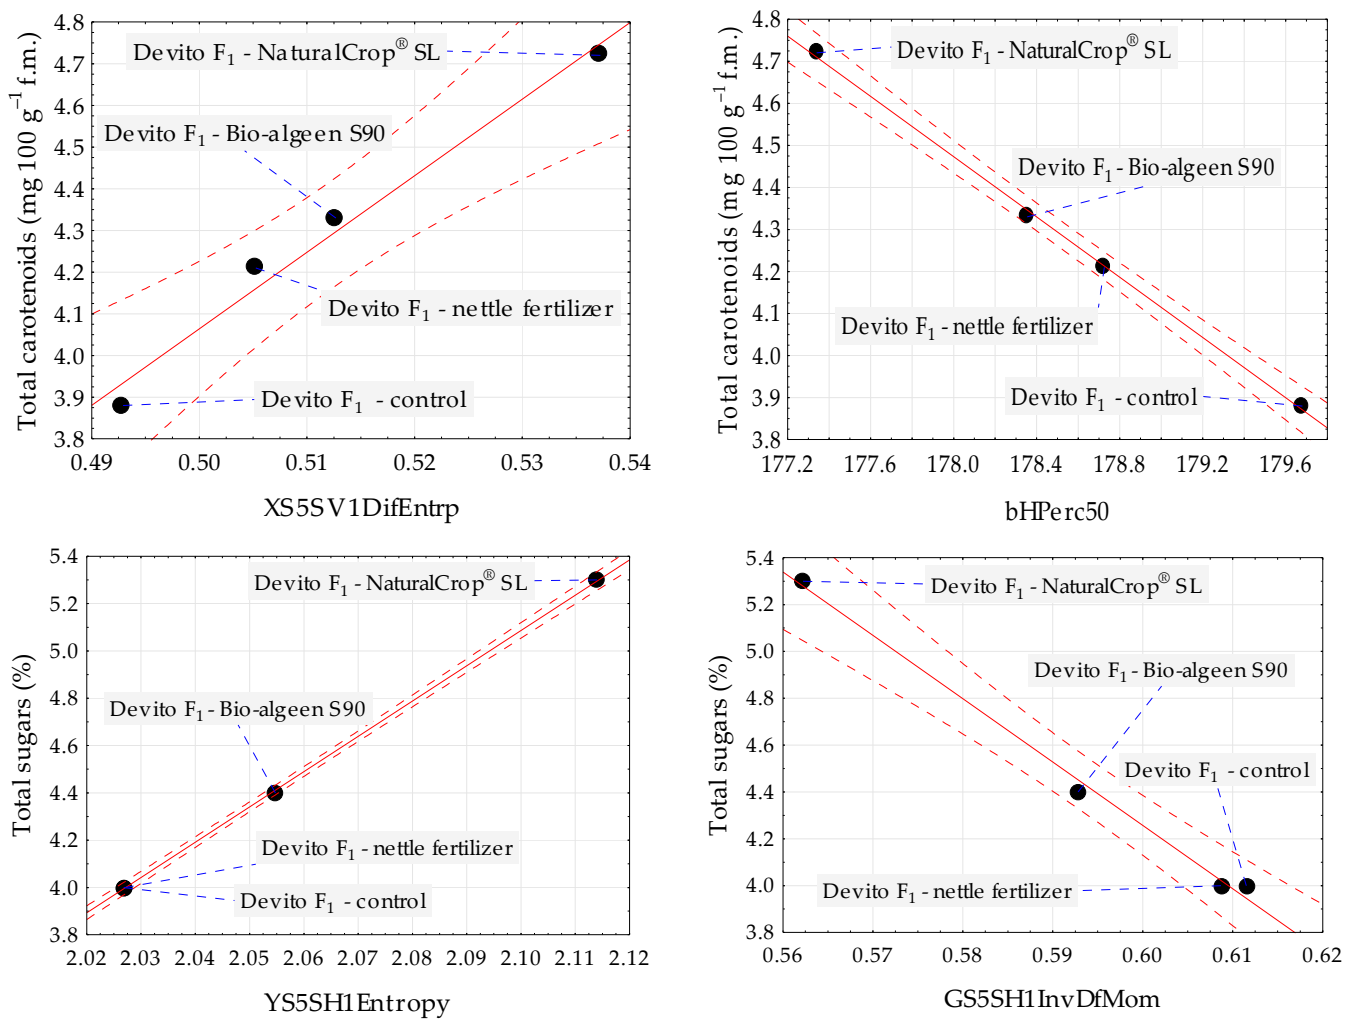 Total carotenoids (mg 100 g⁻¹ f.m.)
4.8
4.7
4.6
4.5
4.4
4.3
4.2
4.1
4.0
3.9
3.8
Devito F₁ - NaturalCrop® SL
Devito F₁ - Bio-algeen S90
Devito F₁ - nettle fertilizer
Devito F₁ - control
0.49 0.50 0.51 0.52 0.53 0.54
XS5SV1DifEntrp
Total carotenoids (mg 100 g⁻¹ f.m.)
4.8
4.7
4.6
4.5
4.4
4.3
4.2
4.1
4.0
3.9
3.8
Devito F₁ - NaturalCrop® SL
Devito F₁ - Bio-algeen S90
Devito F₁ - nettle fertilizer
Devito F₁ - control
177.2 177.6 178.0 178.4 178.8 179.2 179.6
bHPerc50
Total sugars (%)
5.4
5.2
5.0
4.8
4.6
4.4
4.2
4.0
3.8
Devito F₁ - NaturalCrop® SL
Devito F₁ - Bio-algeen S90
Devito F₁ - nettle fertilizer
Devito F₁ - control
2.02 2.03 2.04 2.05 2.06 2.07 2.08 2.09 2.10 2.11 2.12
YS5SH1Entropy
Total sugars (%)
5.4
5.2
5.0
4.8
4.6
4.4
4.2
4.0
3.8
Devito F₁ - NaturalCrop® SL
Devito F₁ - Bio-algeen S90
Devito F₁ - control
Devito F₁ - nettle fertilizer
0.56 0.57 0.58 0.59 0.60 0.61 0.62
GS5SH1InvDfMom